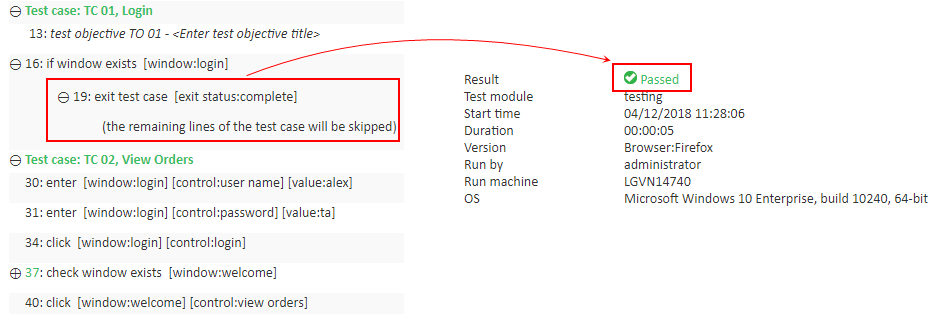 Test case: TC 01, Login
13: test objective TO 01 - <Enter test objective title>
16: if window exists [window:login]
19: exit test case [exit status:complete]
(the remaining lines of the test case will be skipped)
Test case: TC 02, View Orders
30: enter [window:login] [control:user name] [value:alex]
31: enter [window:login] [control:password] [value:ta]
34: click [window:login] [control:login]
37: check window exists [window:welcome]
40: click [window:welcome] [control:view orders]
Result Passed
Test module testing
Start time 04/12/2018 11:28:06
Duration 00:00:05
Version Browser:Firefox
Run by administrator
Run machine LGVN14740
OS Microsoft Windows 10 Enterprise, build 10240, 64-bit